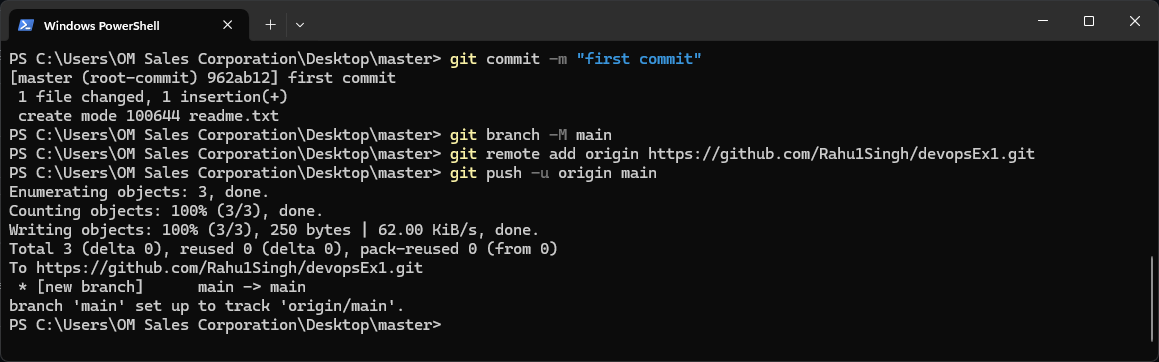 Windows PowerShell
PS C:\Users\OM Sales Corporation\Desktop\master> git commit -m "first commit"
[master (root-commit) 962ab12] first commit
 1 file changed, 1 insertion(+)
 create mode 100644 readme.txt
PS C:\Users\OM Sales Corporation\Desktop\master> git branch -M main
PS C:\Users\OM Sales Corporation\Desktop\master> git remote add origin https://github.com/Rahu1Singh/devopsEx1.git
PS C:\Users\OM Sales Corporation\Desktop\master> git push -u origin main
Enumerating objects: 3, done.
Counting objects: 100% (3/3), done.
Writing objects: 100% (3/3), 250 bytes | 62.00 KiB/s, done.
Total 3 (delta 0), reused 0 (delta 0), pack-reused 0 (from 0)
To https://github.com/Rahu1Singh/devopsEx1.git
 * [new branch]      main -> main
branch 'main' set up to track 'origin/main'.
PS C:\Users\OM Sales Corporation\Desktop\master>